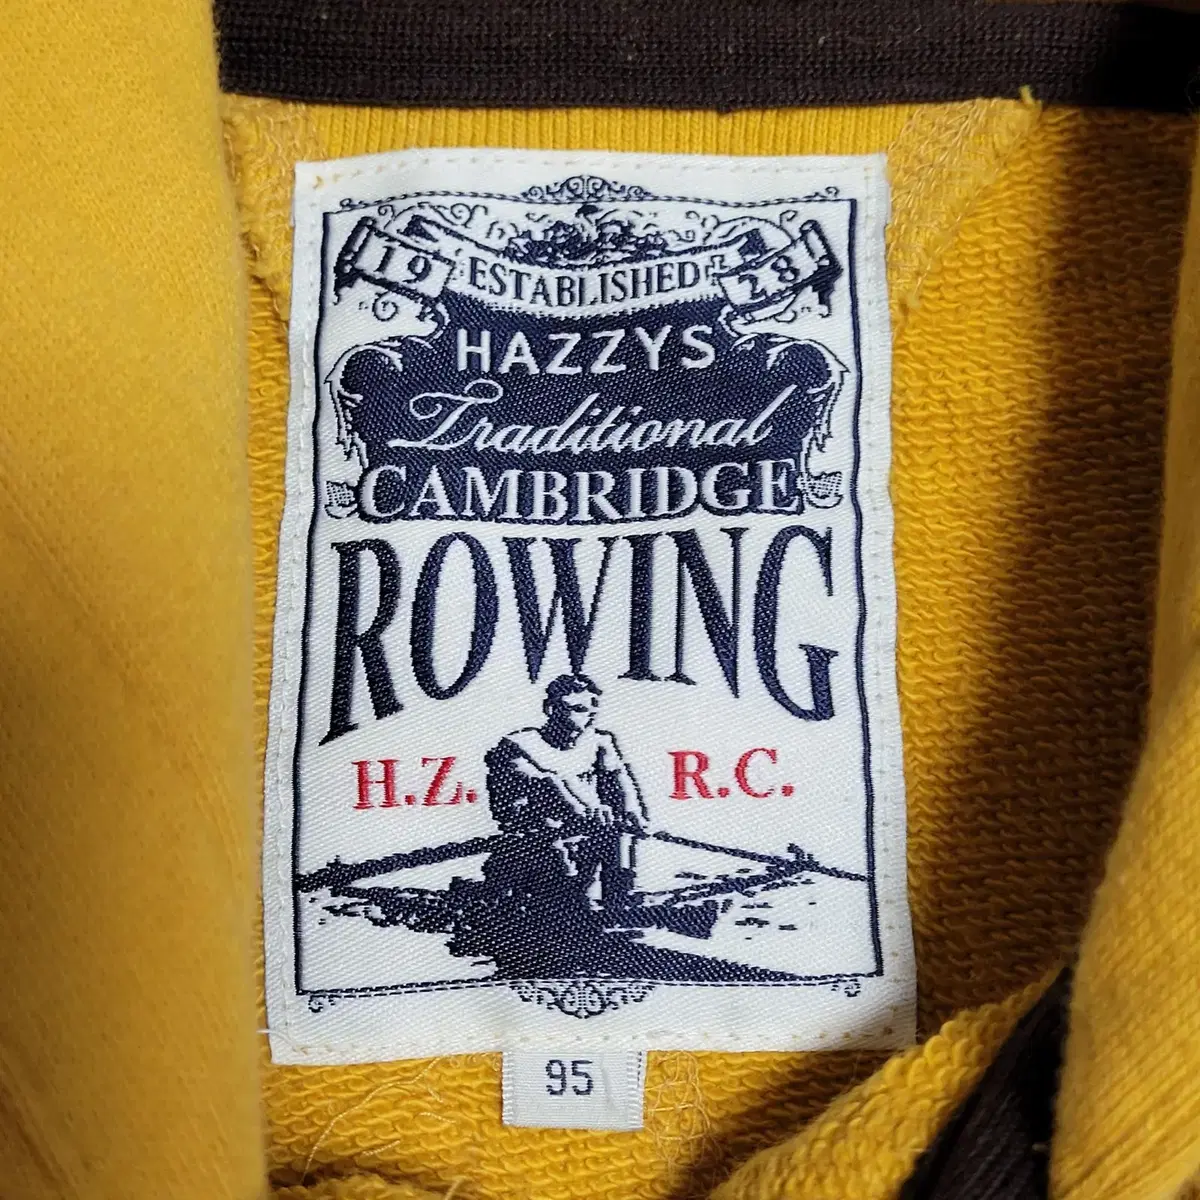 19 ESTABLISHED 28
HAZZYS
Traditional
CAMBRIDGE
ROWING
H.Z. R.C.
95